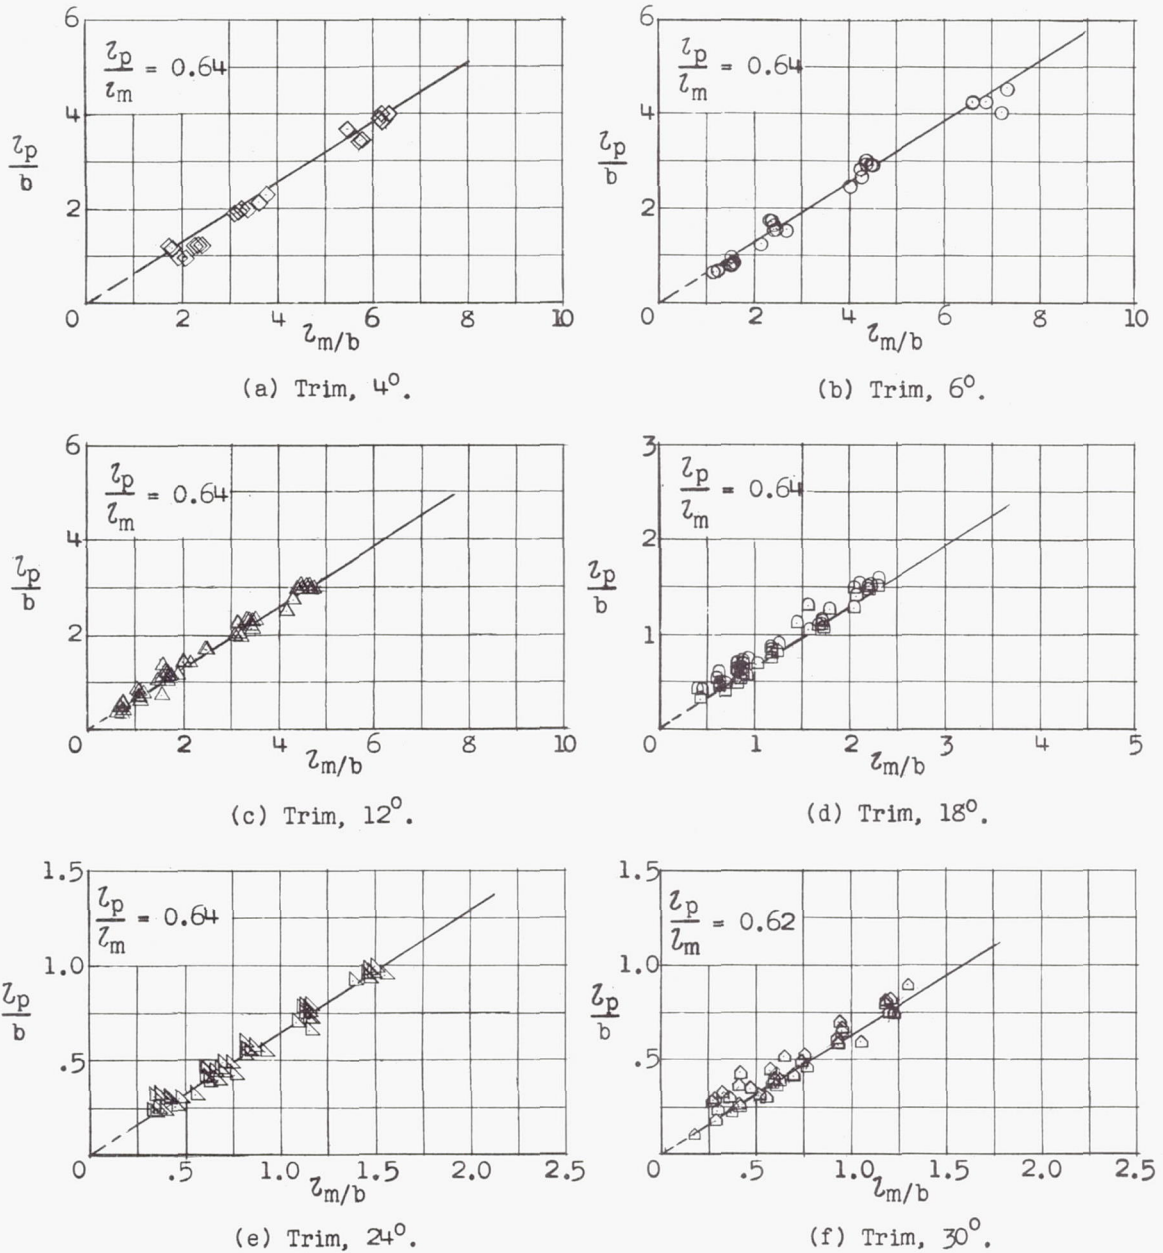 6
4
2
0
l_p/l_m = 0.64
l_p/b
2 4 6 8 10
l_m/b
(a) Trim, 4°.
6
4
2
0
l_p/l_m = 0.64
l_p/b
2 4 6 8 10
l_m/b
(b) Trim, 6°.
6
4
2
0
l_p/l_m = 0.64
l_p/b
2 4 6 8 10
l_m/b
(c) Trim, 12°.
3
2
1
0
l_p/l_m = 0.64
l_p/b
1 2 3 4 5
l_m/b
(d) Trim, 18°.
1.5
1.0
.5
0
l_p/l_m = 0.64
l_p/b
.5 1.0 1.5 2.0 2.5
l_m/b
(e) Trim, 24°.
1.5
1.0
.5
0
l_p/l_m = 0.62
l_p/b
.5 1.0 1.5 2.0 2.5
l_m/b
(f) Trim, 30°.